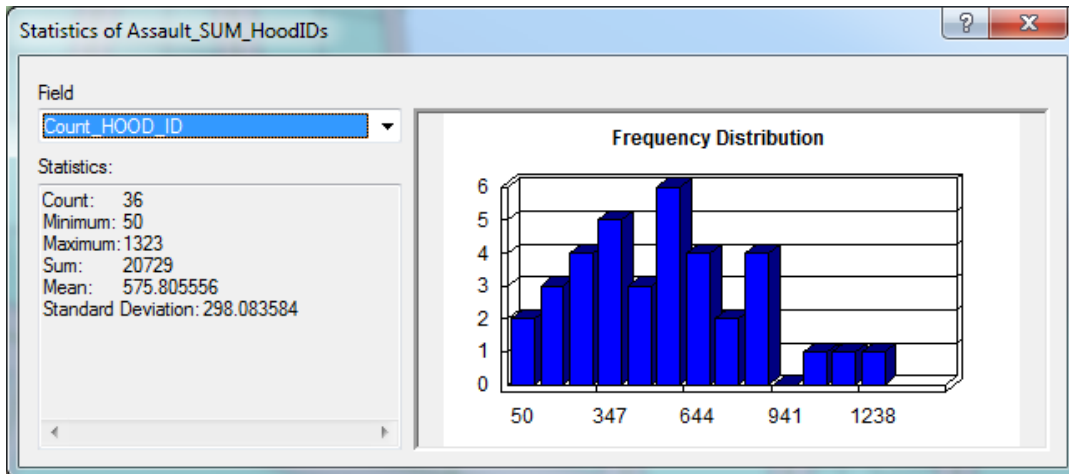 Statistics of Assault_SUM_HoodIDs
Field
Count_HOOD_ID
Statistics:
Count: 36
Minimum: 50
Maximum: 1323
Sum: 20729
Mean: 575.805556
Standard Deviation: 298.083584
Frequency Distribution
6
5
4
3
2
1
0
50 347 644 941 1238